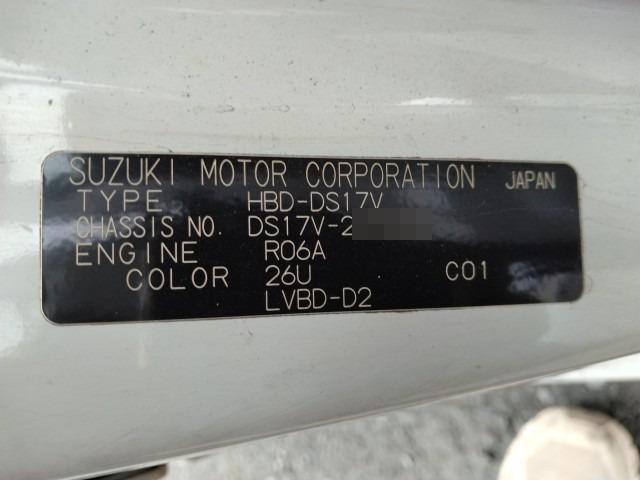 SUZUKI MOTOR CORPORATION JAPAN
TYPE HBD-DS17V
CHASSIS NO. DS17V-2
ENGINE R06A
COLOR 26U C01
LVBD-D2